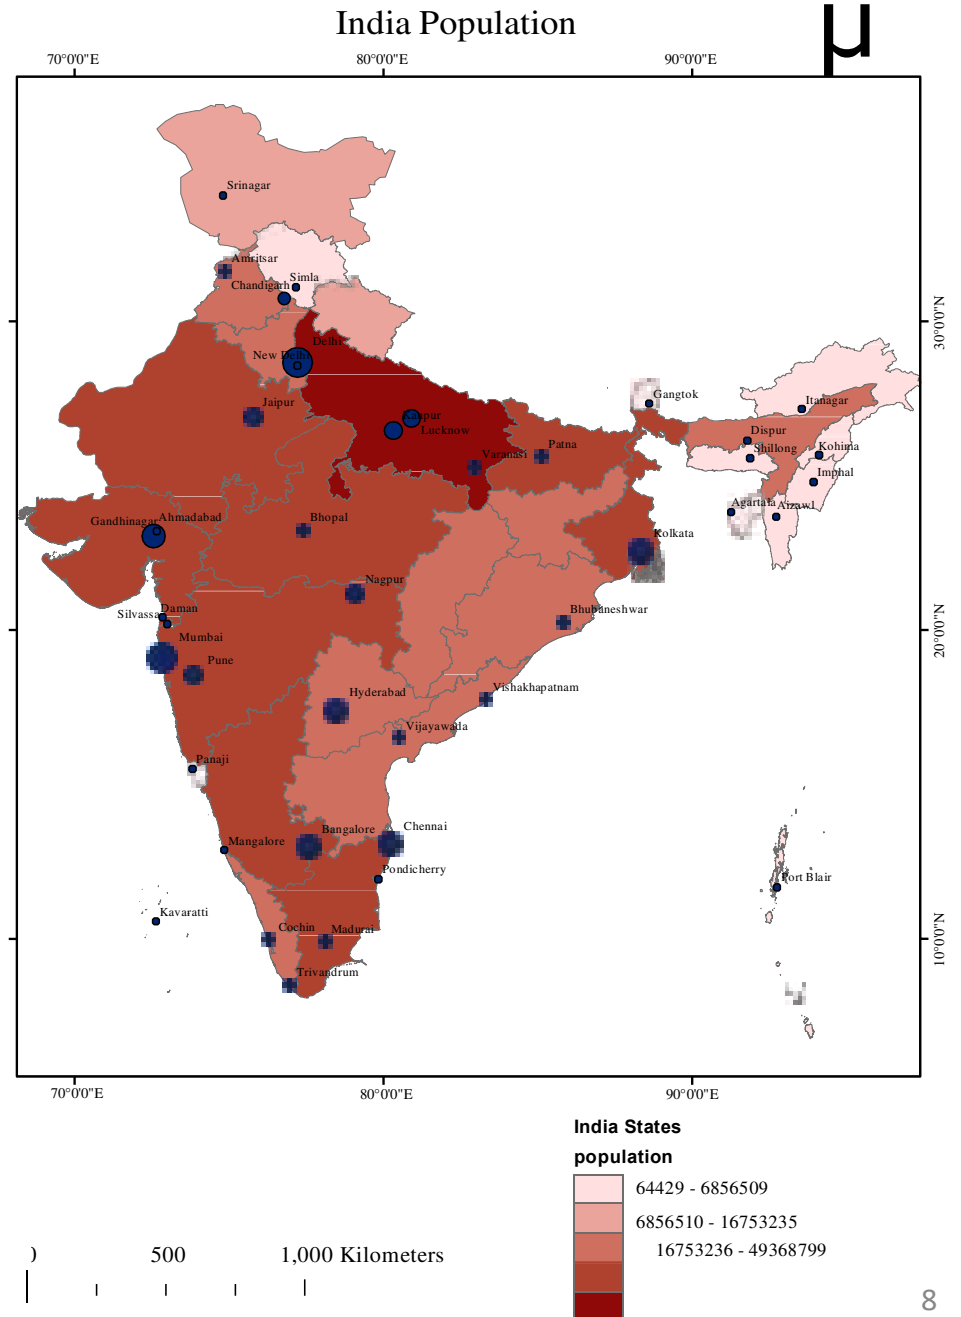 India Population
µ
70°0'0"E
80°0'0"E
90°0'0"E
Srinagar
Amritsar
Simla
Chandigarh
30°0'0"N
Delhi
New Delhi
Gangtok
Itanagar
Jaipur
Kanpur
Lucknow
Dispur
Kohima
Patna
Shillong
Varanasi
Imphal
Agartala
Aizawl
Bhopal
Gandhinagar
Ahmadabad
Kolkata
Nagpur
Daman
Silvassa
Bhubaneshwar
20°0'0"N
Mumbai
Pune
Hyderabad
Vishakhapatnam
Vijayawada
Panaji
Bangalore
Chennai
Mangalore
Pondicherry
Port Blair
Kavaratti
Cochin
Madurai
10°0'0"N
Trivandrum
70°0'0"E
80°0'0"E
90°0'0"E
India States
population
64429 - 6856509
6856510 - 16753235
16753236 - 49368799
0
500
1,000 Kilometers
8